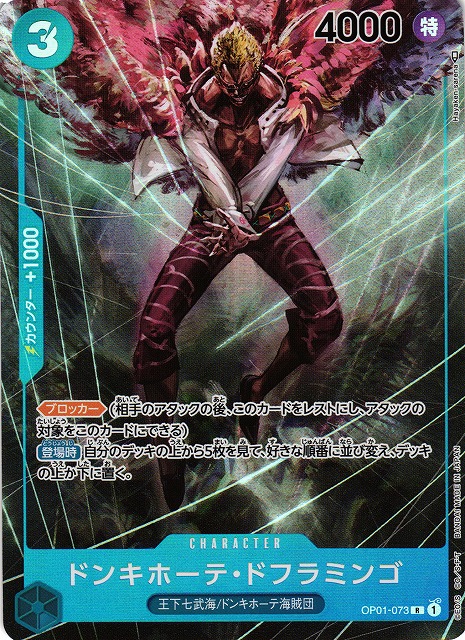 3
4000 特
Hayaken sarena
カウンター +1000
ブロッカー (相手のアタックの後、このカードをレストにし、アタックの
対象をこのカードにできる)
登場時 自分のデッキの上から5枚を見て、好きな順番に並び変え、デッキ
の上か下に置く。
CHARACTER
ドンキホーテ・ドフラミンゴ
王下七武海/ドンキホーテ海賊団
OP01-073 R 1
BANDAI MADE IN JAPAN